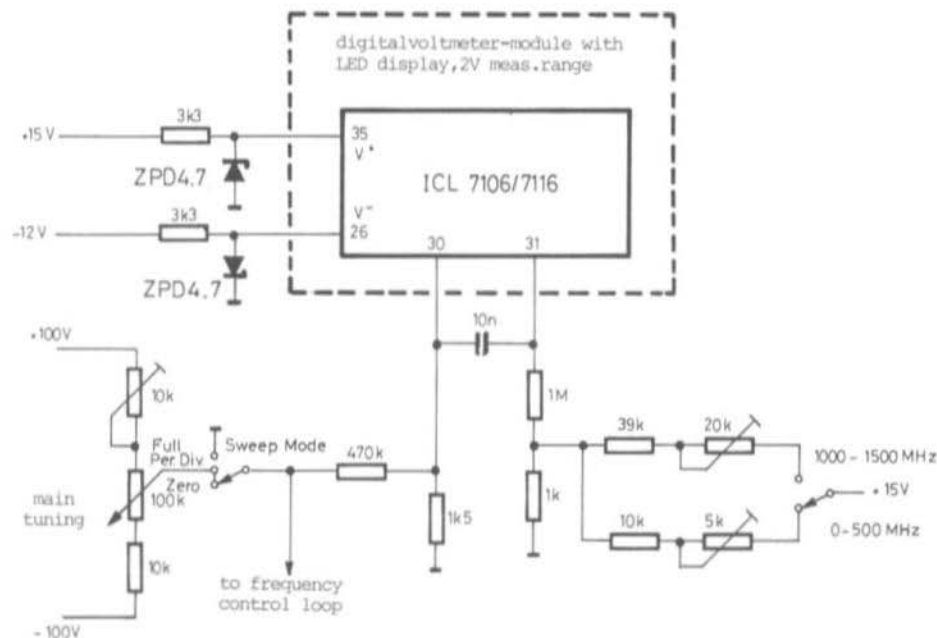 digitalvoltmeter-module with
LED display,2V meas.range
+15V
3k3
35
V+
ZPD4.7
ICL 7106/7116
-12V
3k3
V-
26
30
31
ZPD4.7
10n
+100V
10k
1M
Full
Sweep Mode
Per.Div.
Zero
470k
39k
20k
1000-1500 MHz
+15V
main
tuning
100k
1k5
1k
10k
5k
0-500 MHz
10k
to frequency
control loop
-100V